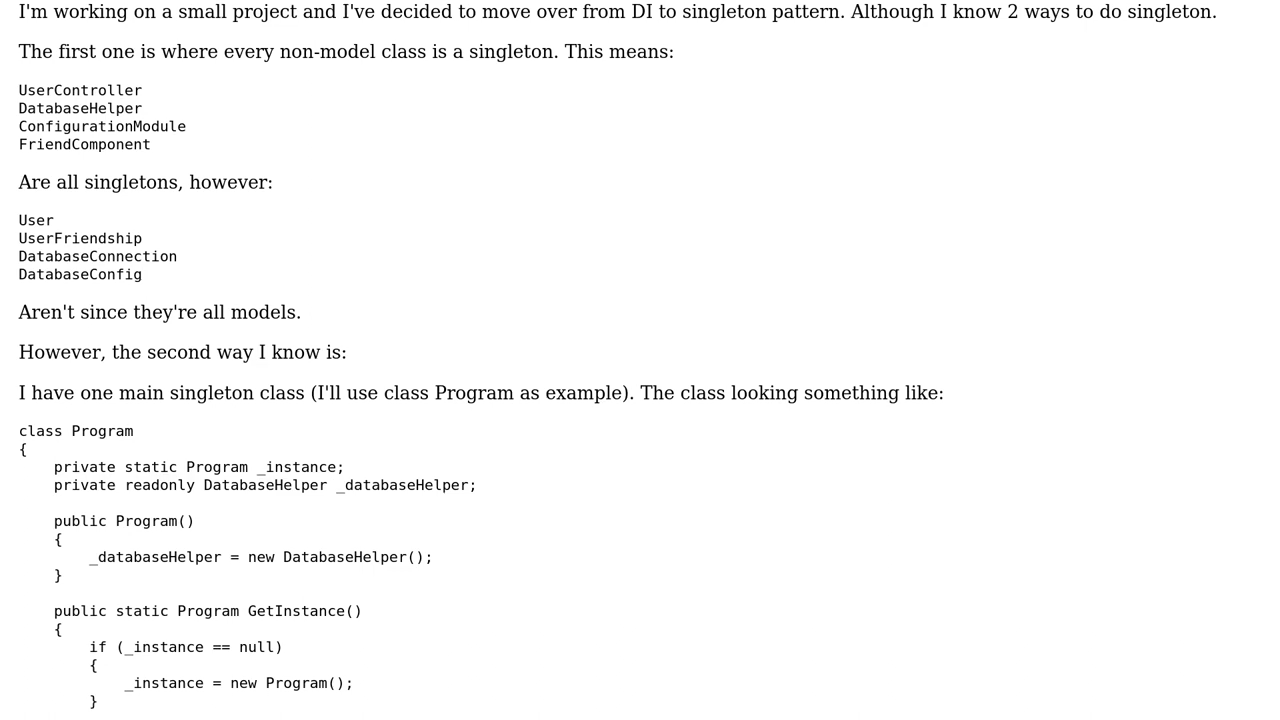 I'm working on a small project and I've decided to move over from DI to singleton pattern. Although I know 2 ways to do singleton.
The first one is where every non-model class is a singleton. This means:
UserController
DatabaseHelper
ConfigurationModule
FriendComponent
Are all singletons, however:
User
UserFriendship
DatabaseConnection
DatabaseConfig
Aren't since they're all models.
However, the second way I know is:
I have one main singleton class (I'll use class Program as example). The class looking something like:
class Program
{
    private static Program _instance;
    private readonly DatabaseHelper _databaseHelper;
    public Program()
    {
        _databaseHelper = new DatabaseHelper();
    }
    public static Program GetInstance()
    {
        if (_instance == null)
        {
            _instance = new Program();
        }